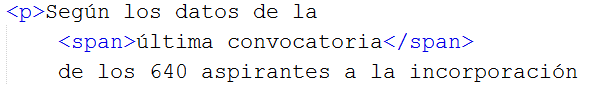 <p>Según los datos de la
<span>última convocatoria</span>
de los 640 aspirantes a la incorporación